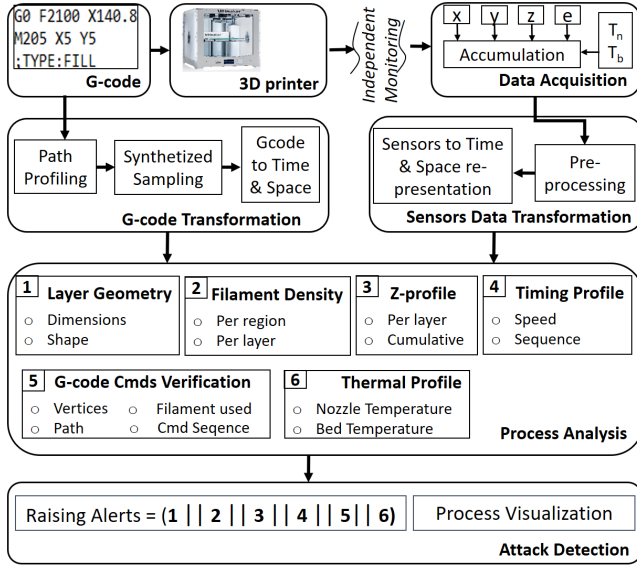 G0 F2100 X140.8
M205 X5 Y5
;TYPE:FILL
G-code
3D printer
Independent
Monitoring
x y z e
Accumulation
Tn
Tb
Data Acquisition
Path
Profiling
Synthetized
Sampling
Gcode
to Time
& Space
G-code Transformation
Sensors to Time
& Space re-
presentation
Pre-
processing
Sensors Data Transformation
1 Layer Geometry
○ Dimensions
○ Shape
2 Filament Density
○ Per region
○ Per layer
3 Z-profile
○ Per layer
○ Cumulative
4 Timing Profile
○ Speed
○ Sequence
5 G-code Cmds Verification
○ Vertices ○ Filament used
○ Path ○ Cmd Seqence
6 Thermal Profile
○ Nozzle Temperature
○ Bed Temperature
Process Analysis
Raising Alerts = (1 || 2 || 3 || 4 || 5 || 6)
Process Visualization
Attack Detection